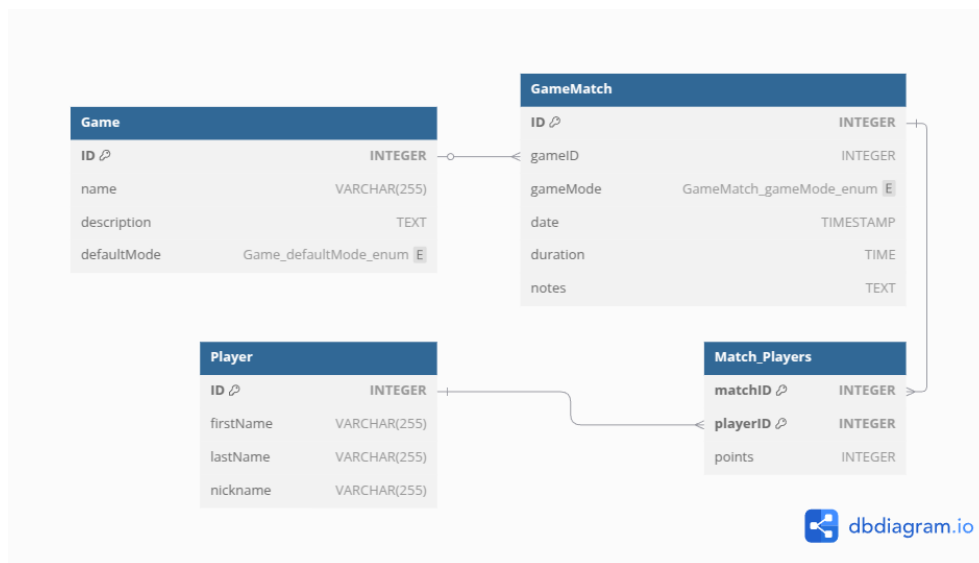 Game
ID INTEGER
name VARCHAR(255)
description TEXT
defaultMode Game_defaultMode_enum E
GameMatch
ID INTEGER
gameID INTEGER
gameMode GameMatch_gameMode_enum E
date TIMESTAMP
duration TIME
notes TEXT
Player
ID INTEGER
firstName VARCHAR(255)
lastName VARCHAR(255)
nickname VARCHAR(255)
Match_Players
matchID INTEGER
playerID INTEGER
points INTEGER
dbdiagram.io